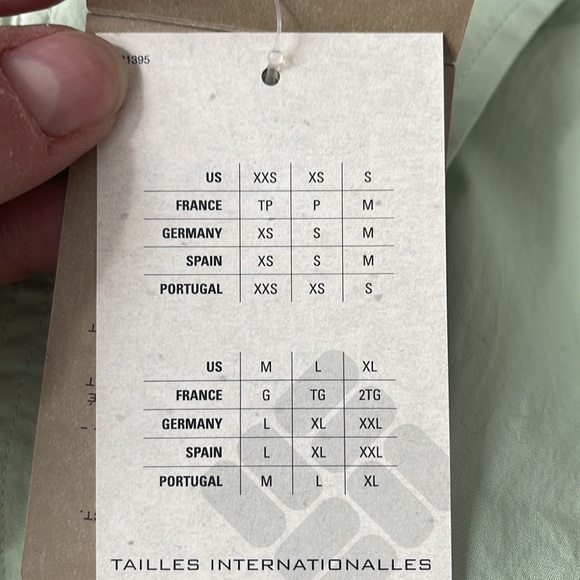 1395
US XXS XS S
FRANCE TP P M
GERMANY XS S M
SPAIN XS S M
PORTUGAL XXS XS S
US M L XL
FRANCE G TG 2TG
GERMANY L XL XXL
SPAIN L XL XXL
PORTUGAL M L XL
TAILLES INTERNATIONALLES